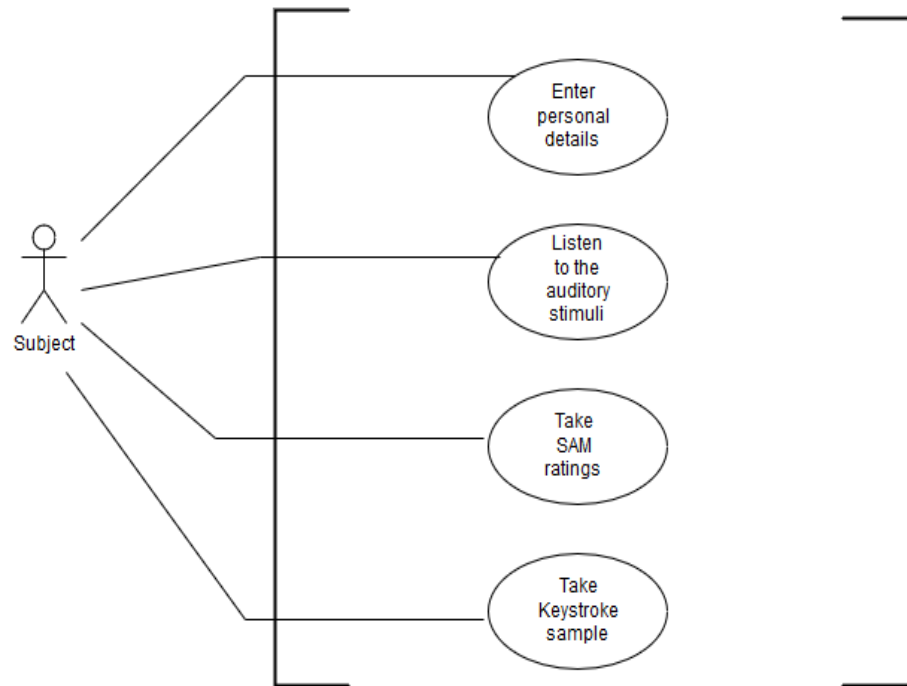 Enter
personal
details
Listen
to the
auditory
stimuli
Subject
Take
SAM
ratings
Take
Keystroke
sample